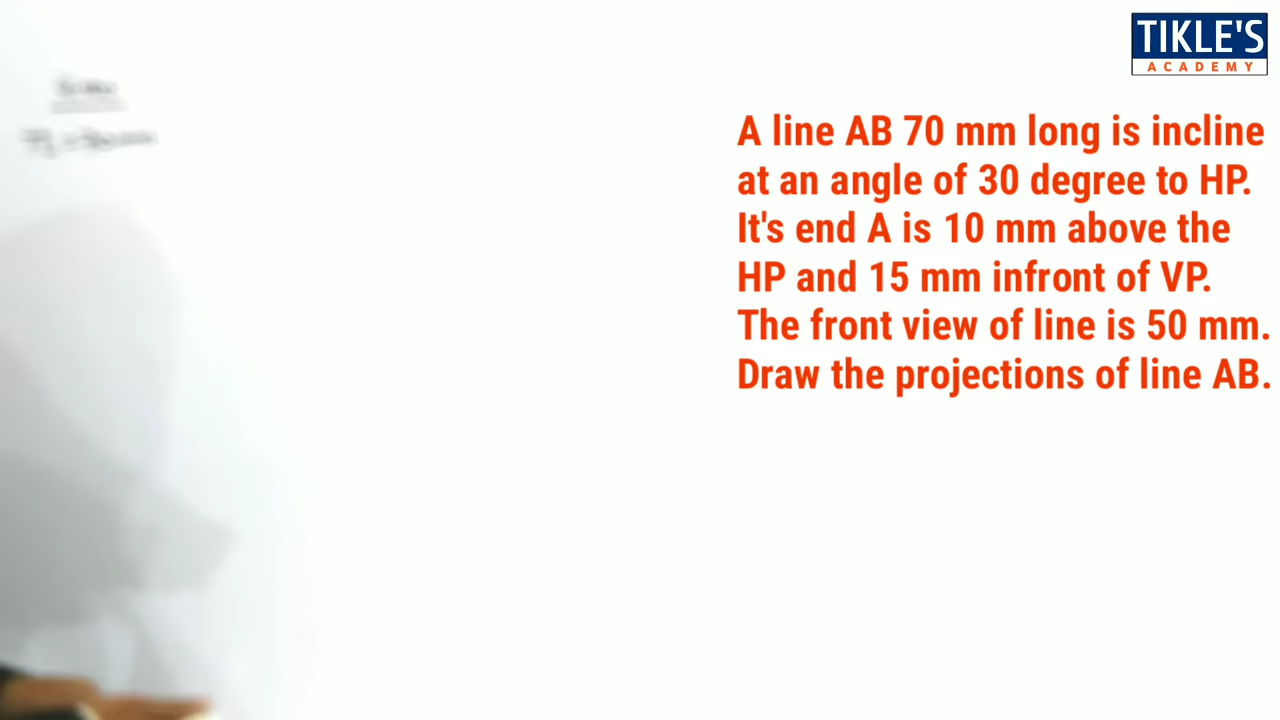 TIKLE'S
ACADEMY
A line AB 70 mm long is incline
at an angle of 30 degree to HP.
It's end A is 10 mm above the
HP and 15 mm infront of VP.
The front view of line is 50 mm.
Draw the projections of line AB.